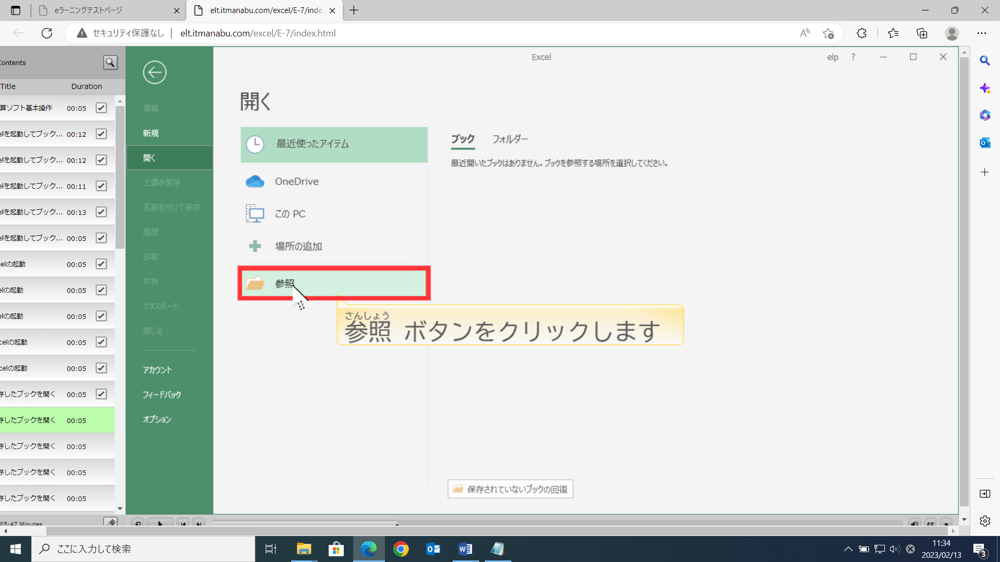 eラーニングテストページ
elt.itmanabu.com/excel/E-7/inde
セキュリティ保護なし
elt.itmanabu.com/excel/E-7/index.html
Contents
Title Duration
算ソフト基本操作 00:05
elを起動してブック... 00:12
elを起動してブック... 00:12
elを起動してブック... 00:11
elを起動してブック... 00:13
elを起動してブック... 00:05
celの起動 00:05
elの起動 00:05
elの起動 00:05
celの起動 00:05
celの起動 00:05
存したブックを開く 00:05
存したブックを開く 00:05
存したブックを開く 00:05
存したブックを開く 00:05
存したブックを開く 00:05
05:47 Minutes
情報
新規
開く
上書き保存
名前を付けて保存
履歴
印刷
共有
エクスポート
閉じる
アカウント
フィードバック
オプション
Excel
elp ?
開く
最近使ったアイテム
OneDrive
この PC
場所の追加
参照
ブック フォルダー
最近開いたブックはありません。ブックを参照する場所を選択してください。
さんしょう
参照 ボタンをクリックします
保存されていないブックの回復
ここに入力して検索
11:34
2023/02/13
3